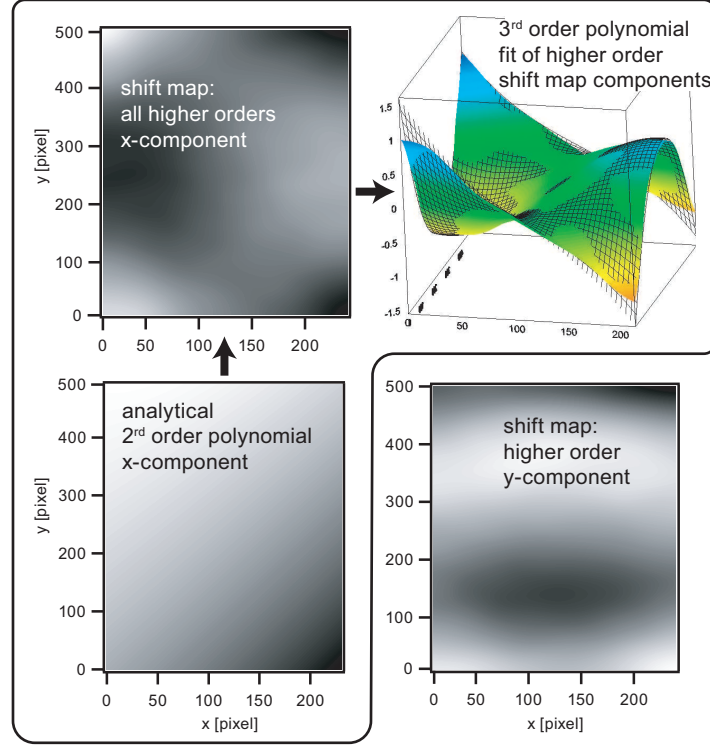 shift map:
all higher orders
x-component
y [pixel]
500
400
300
200
100
0
0 50 100 150 200
3rd order polynomial
fit of higher order
shift map components
1.5
1
0.5
0
-0.5
-1
-1.5
50
100
150
200
analytical
2rd order polynomial
x-component
y [pixel]
500
400
300
200
100
0
0 50 100 150 200
x [pixel]
shift map:
higher order
y-component
500
400
300
200
100
0
0 50 100 150 200
x [pixel]